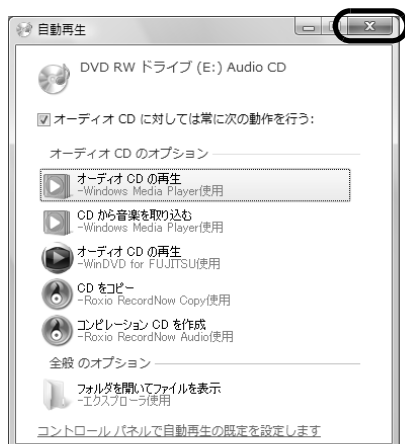 自動再生
DVD RW ドライブ (E:) Audio CD
オーディオ CD に対しては常に次の動作を行う:
オーディオ CD のオプション
オーディオ CD の再生
-Windows Media Player使用
CD から音楽を取り込む
-Windows Media Player使用
オーディオ CD の再生
-WinDVD for FUJITSU使用
CD をコピー
-Roxio RecordNow Copy使用
コンピレーション CD を作成
-Roxio RecordNow Audio使用
全般 のオプション
フォルダを開いてファイルを表示
-エクスプローラ使用
コントロール パネルで自動再生の既定を設定します